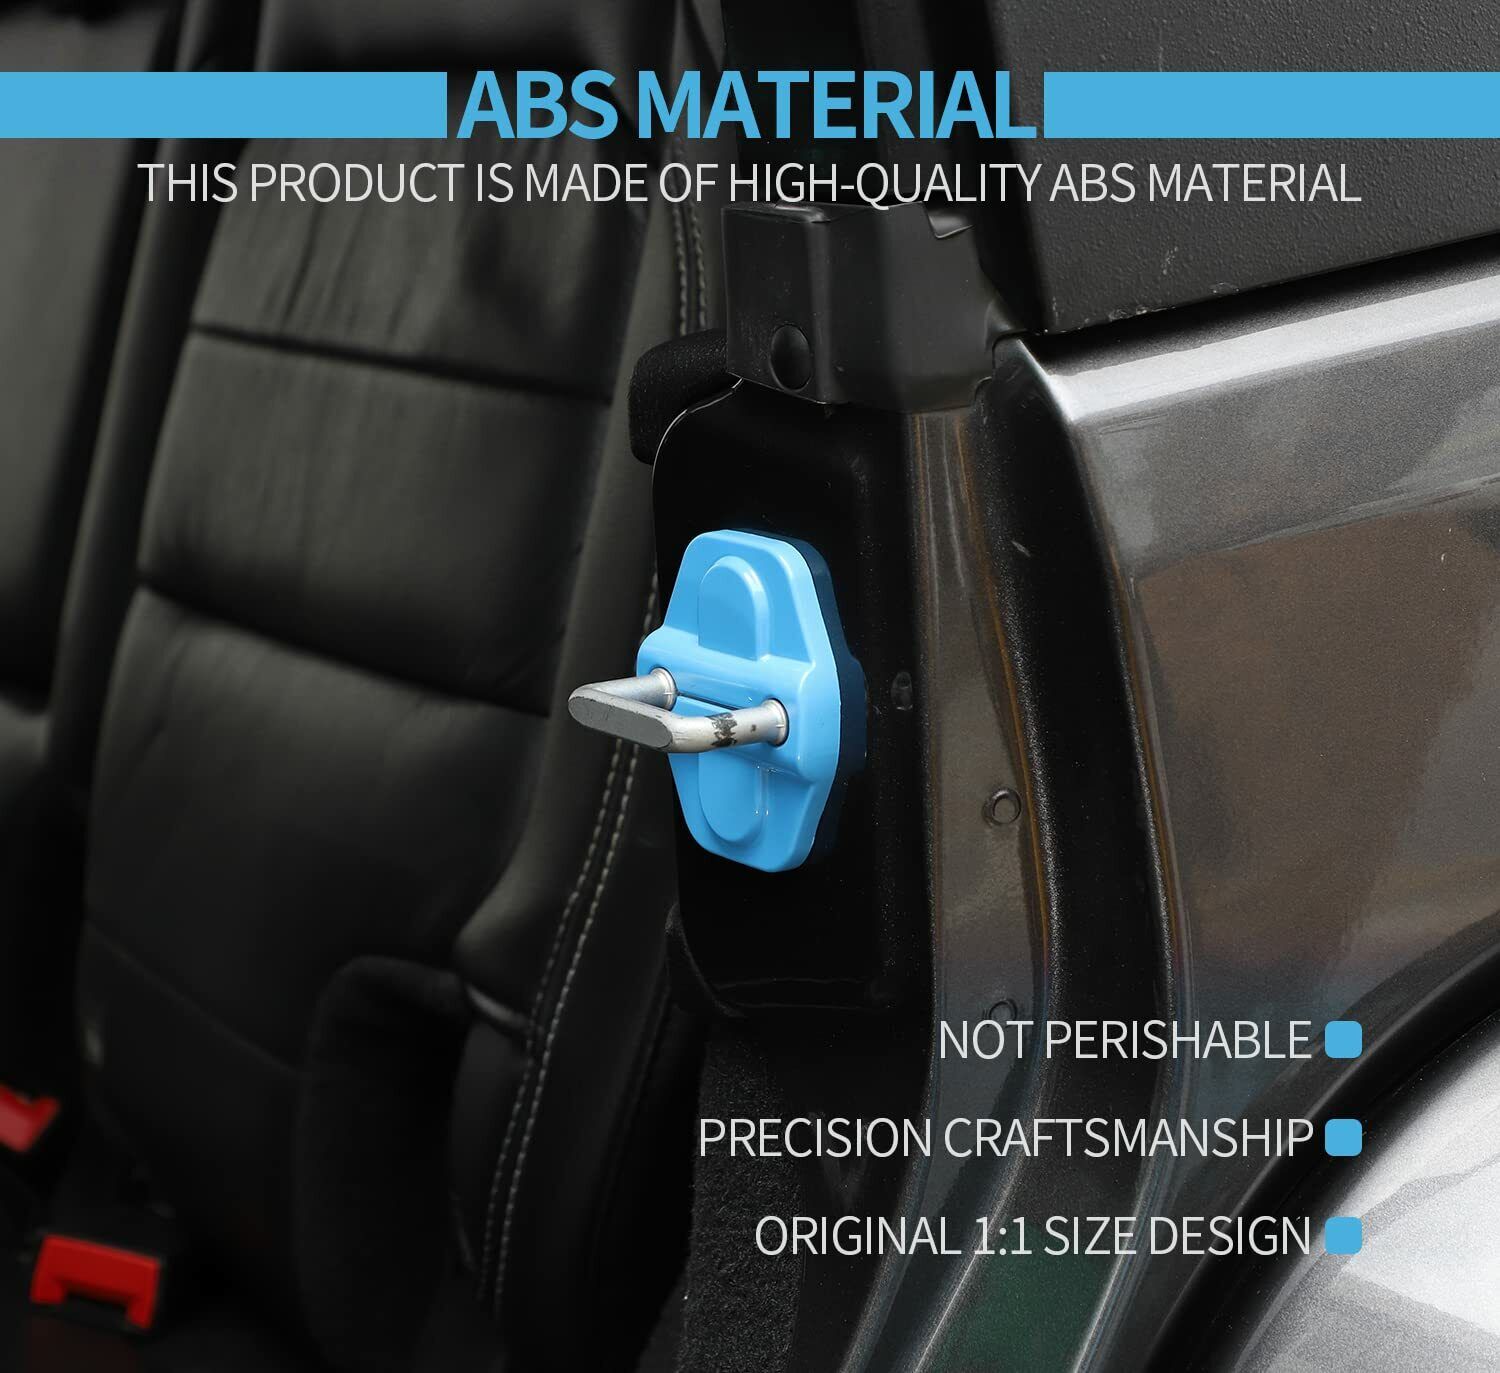 ABS MATERIAL
THIS PRODUCT IS MADE OF HIGH-QUALITY ABS MATERIAL
NOT PERISHABLE
PRECISION CRAFTSMANSHIP
ORIGINAL 1:1 SIZE DESIGN